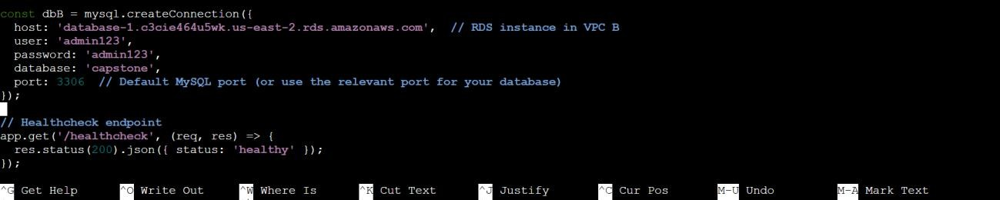 const dbB = mysql.createConnection({
  host: 'database-1.c3cie464u5wk.us-east-2.rds.amazonaws.com',  // RDS instance in VPC B
  user: 'admin123',
  password: 'admin123',
  database: 'capstone',
  port: 3306  // Default MySQL port (or use the relevant port for your database)
});

// Healthcheck endpoint
app.get('/healthcheck', (req, res) => {
  res.status(200).json({ status: 'healthy' });
});

^G Get Help      ^O Write Out     ^W Where Is      ^K Cut Text      ^J Justify       ^C Cur Pos       M-U Undo         M-A Mark Text